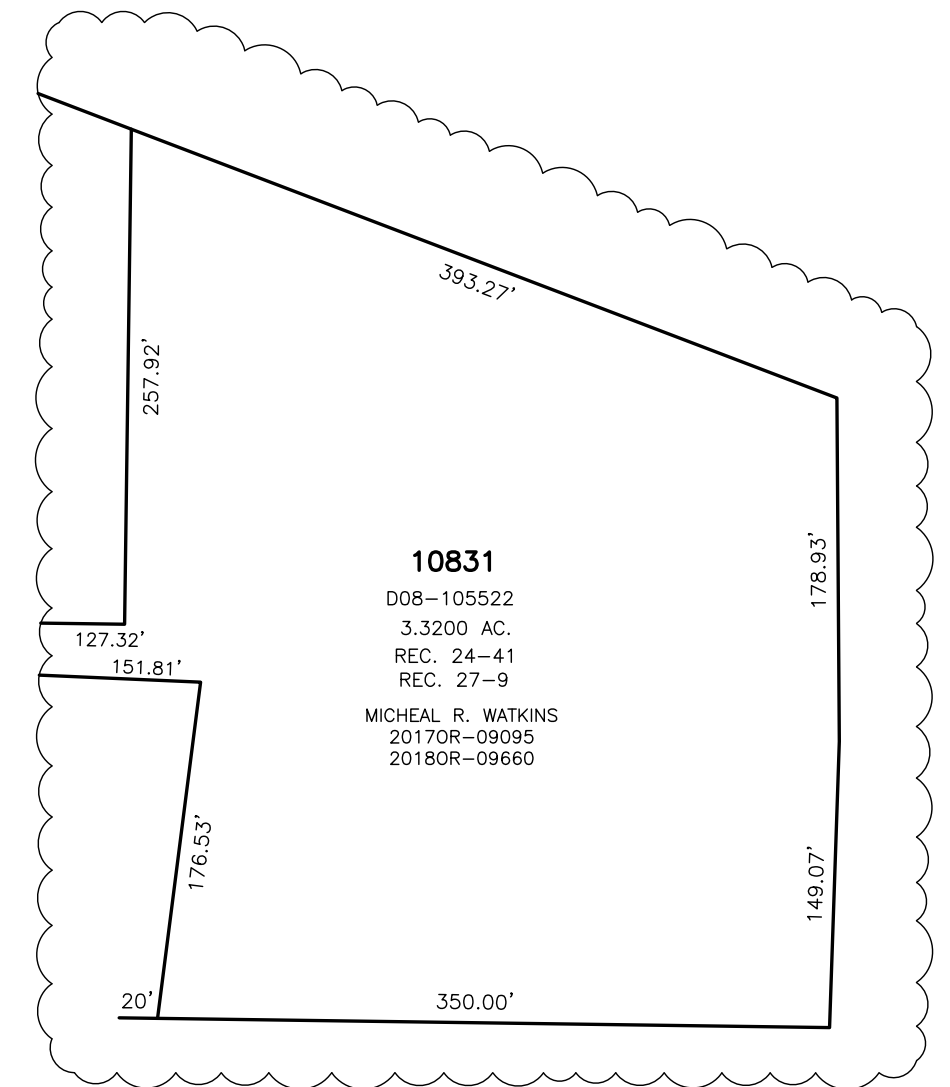 393.27'
257.92'
10831
D08-105522
3.3200 AC.
REC. 24-41
REC. 27-9
MICHEAL R. WATKINS
2017OR-09095
2018OR-09660
178.93'
127.32'
151.81'
176.53'
149.07'
20'
350.00'